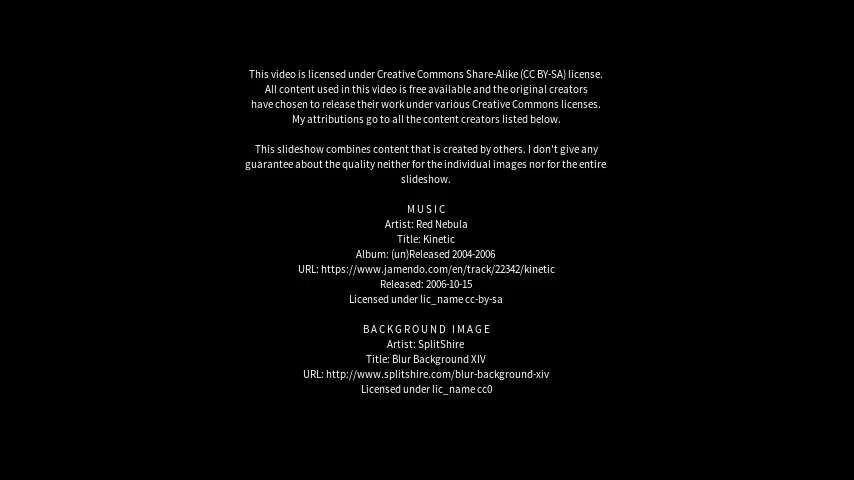 This video is licensed under Creative Commons Share-Alike (CC BY-SA) license.
All content used in this video is free available and the original creators
have chosen to release their work under various Creative Commons licenses.
My attributions go to all the content creators listed below.
This slideshow combines content that is created by others. I don't give any
guarantee about the quality neither for the individual images nor for the entire
slideshow.
MUSIC
Artist: Red Nebula
Title: Kinetic
Album: (un)Released 2004-2006
URL: https://www.jamendo.com/en/track/22342/kinetic
Released: 2006-10-15
Licensed under lic_name cc-by-sa
BACKGROUND IMAGE
Artist: SplitShire
Title: Blur Background XIV
URL: http://www.splitshire.com/blur-background-xiv
Licensed under lic_name cc0